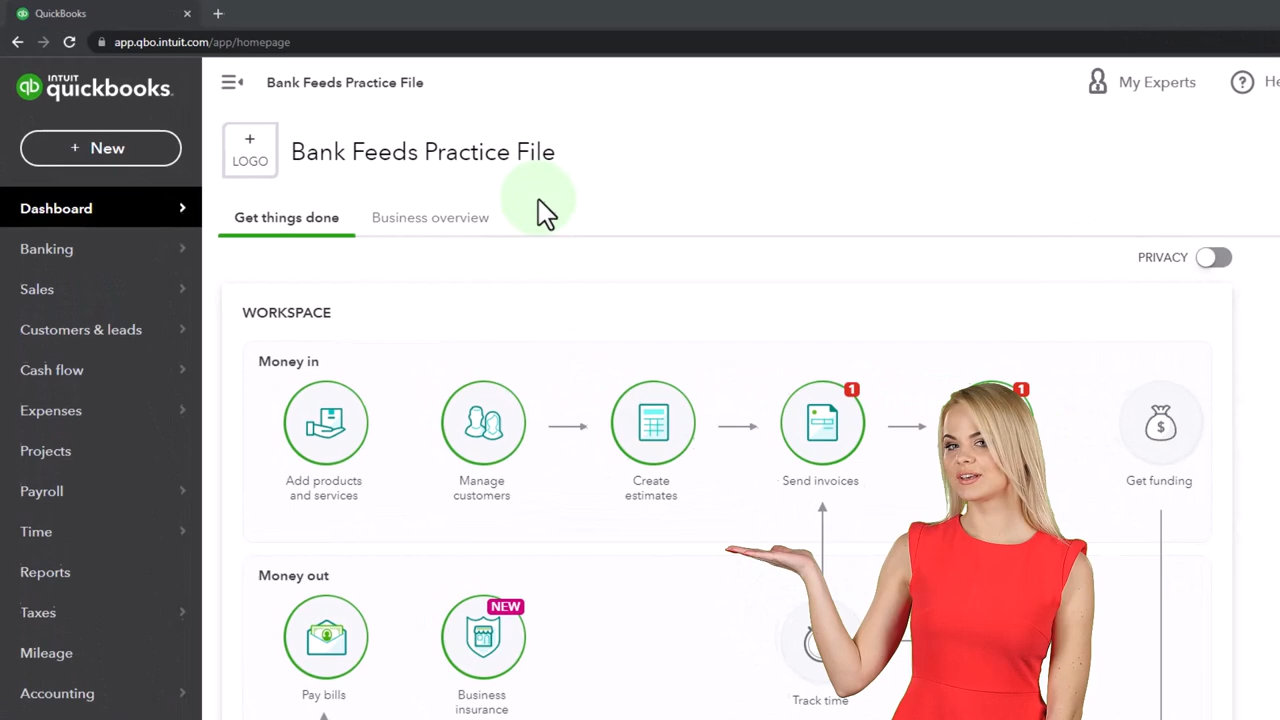 QuickBooks
app.qbo.intuit.com/app/homepage
INTUIT
quickbooks.
Bank Feeds Practice File
My Experts
+ New
+
LOGO
Bank Feeds Practice File
Dashboard
Get things done
Business overview
Banking
PRIVACY
Sales
WORKSPACE
Customers & leads
Money in
Cash flow
1
1
Expenses
Projects
Add products
and services
Manage
customers
Create
estimates
Send invoices
Get funding
Payroll
Time
Reports
Money out
NEW
Taxes
Mileage
Accounting
Pay bills
Business
insurance
Track time